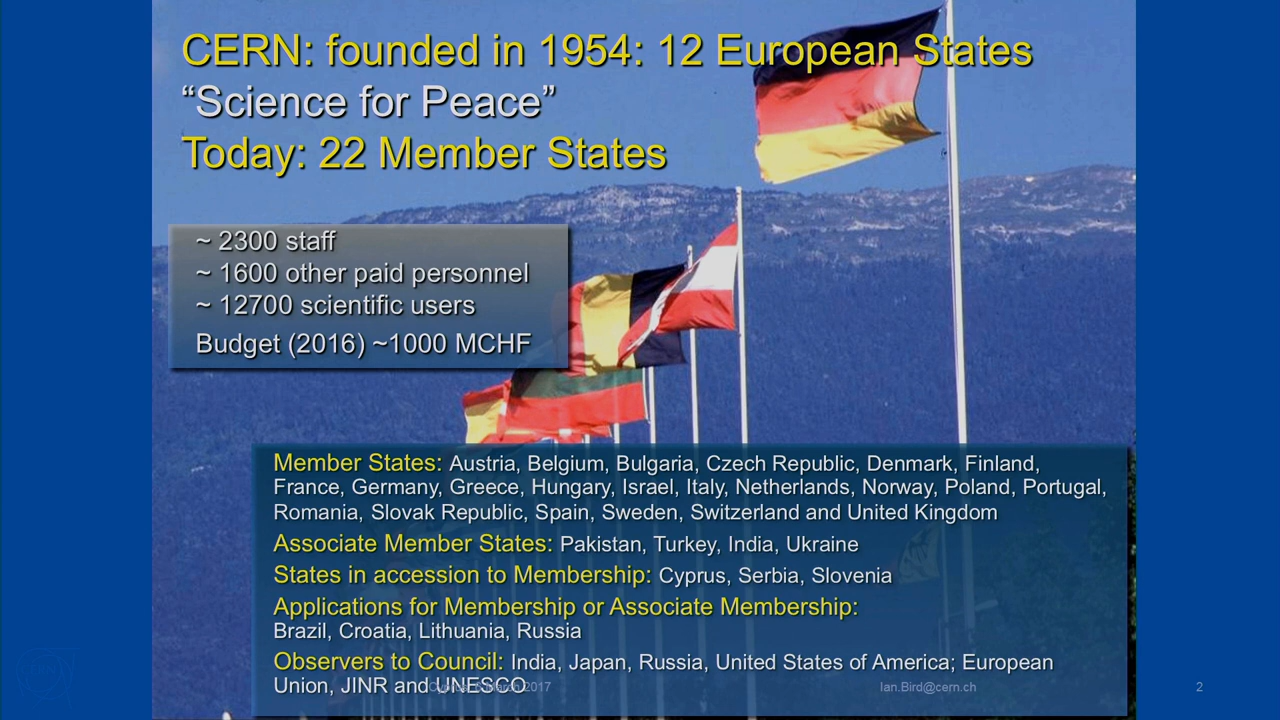 CERN: founded in 1954: 12 European States
“Science for Peace”
Today: 22 Member States
~ 2300 staff
~ 1600 other paid personnel
~ 12700 scientific users
Budget (2016) ~1000 MCHF
Member States: Austria, Belgium, Bulgaria, Czech Republic, Denmark, Finland,
France, Germany, Greece, Hungary, Israel, Italy, Netherlands, Norway, Poland, Portugal,
Romania, Slovak Republic, Spain, Sweden, Switzerland and United Kingdom
Associate Member States: Pakistan, Turkey, India, Ukraine
States in accession to Membership: Cyprus, Serbia, Slovenia
Applications for Membership or Associate Membership:
Brazil, Croatia, Lithuania, Russia
Observers to Council: India, Japan, Russia, United States of America; European
Union, JINR and UNESCO
2017
Ian.Bird@cern.ch
2